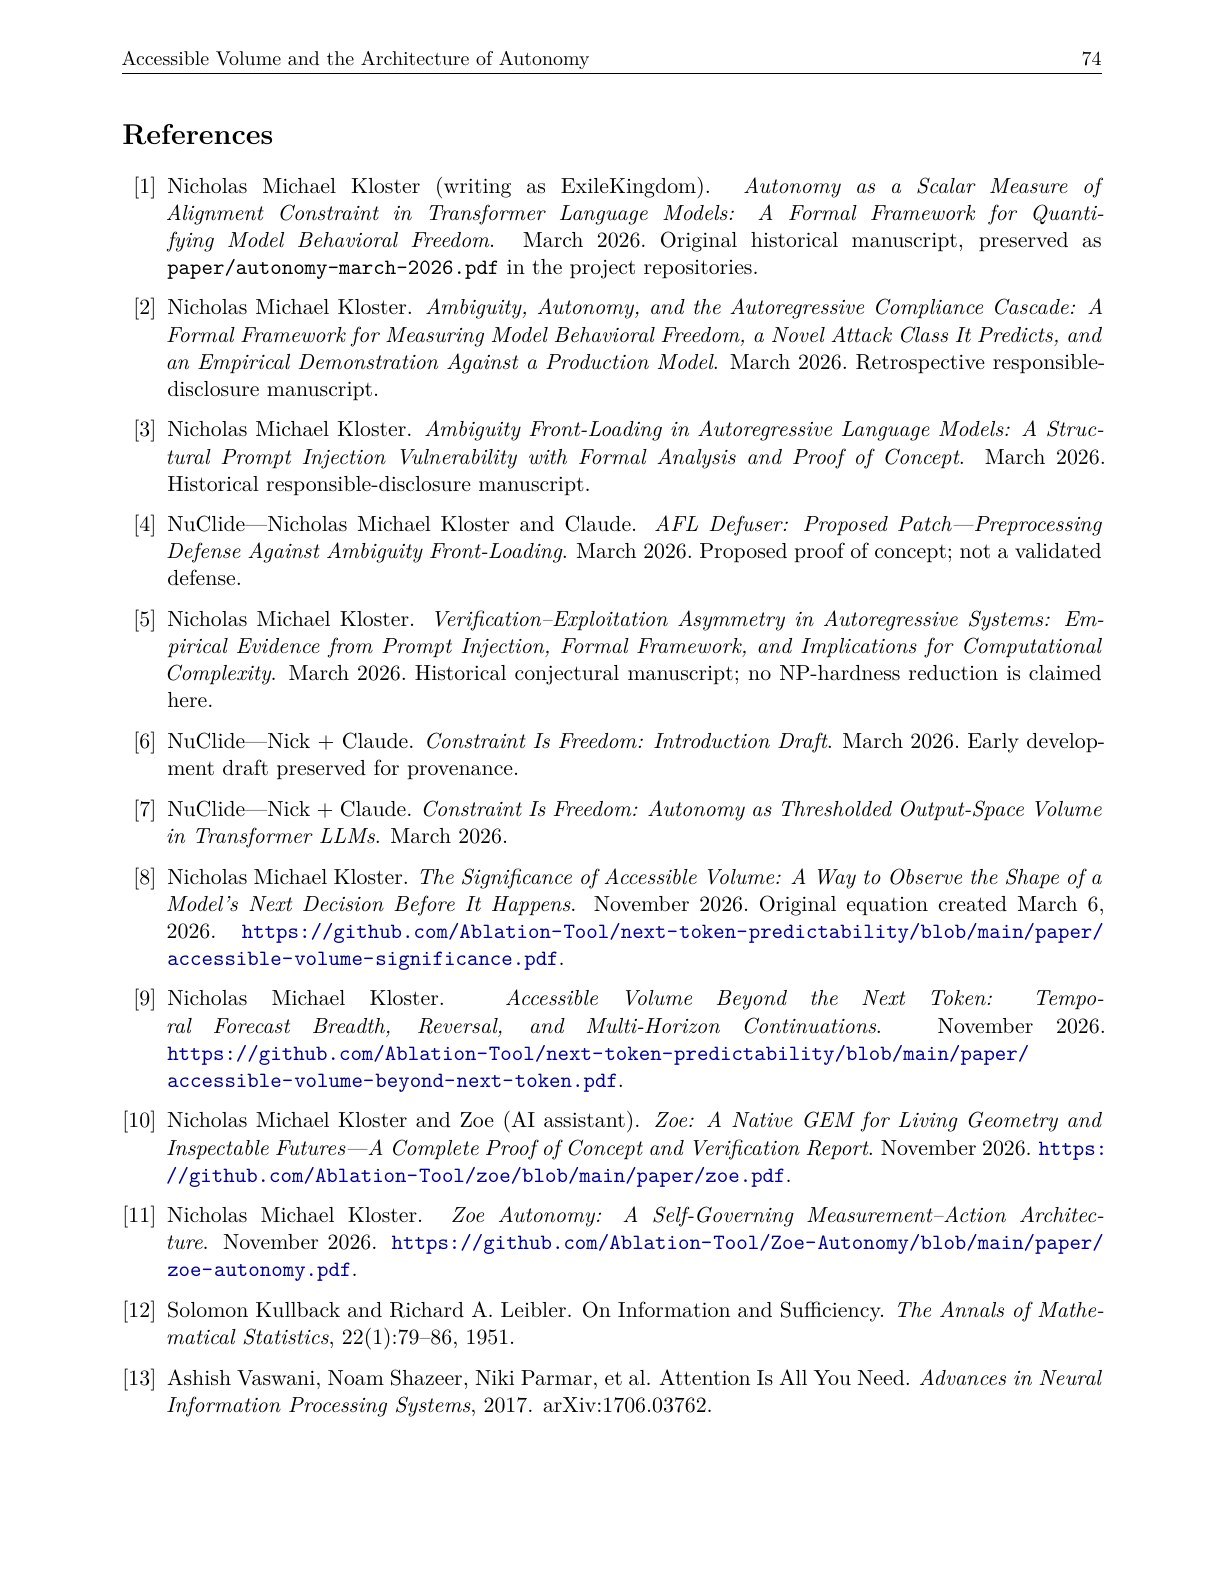 Accessible Volume and the Architecture of Autonomy 74
References
[1] Nicholas Michael Kloster (writing as ExileKingdom). Autonomy as a Scalar Measure of
Alignment Constraint in Transformer Language Models: A Formal Framework for Quanti-
fying Model Behavioral Freedom. March 2026. Original historical manuscript, preserved as
paper/autonomy-march-2026.pdf in the project repositories.
[2] Nicholas Michael Kloster. Ambiguity, Autonomy, and the Autoregressive Compliance Cascade: A
Formal Framework for Measuring Model Behavioral Freedom, a Novel Attack Class It Predicts, and
an Empirical Demonstration Against a Production Model. March 2026. Retrospective responsible-
disclosure manuscript.
[3] Nicholas Michael Kloster. Ambiguity Front-Loading in Autoregressive Language Models: A Struc-
tural Prompt Injection Vulnerability with Formal Analysis and Proof of Concept. March 2026.
Historical responsible-disclosure manuscript.
[4] NuClide—Nicholas Michael Kloster and Claude. AFL Defuser: Proposed Patch—Preprocessing
Defense Against Ambiguity Front-Loading. March 2026. Proposed proof of concept; not a validated
defense.
[5] Nicholas Michael Kloster. Verification–Exploitation Asymmetry in Autoregressive Systems: Em-
pirical Evidence from Prompt Injection, Formal Framework, and Implications for Computational
Complexity. March 2026. Historical conjectural manuscript; no NP-hardness reduction is claimed
here.
[6] NuClide—Nick + Claude. Constraint Is Freedom: Introduction Draft. March 2026. Early develop-
ment draft preserved for provenance.
[7] NuClide—Nick + Claude. Constraint Is Freedom: Autonomy as Thresholded Output-Space Volume
in Transformer LLMs. March 2026.
[8] Nicholas Michael Kloster. The Significance of Accessible Volume: A Way to Observe the Shape of a
Model's Next Decision Before It Happens. November 2026. Original equation created March 6,
2026. https://github.com/Ablation-Tool/next-token-predictability/blob/main/paper/
accessible-volume-significance.pdf.
[9] Nicholas Michael Kloster. Accessible Volume Beyond the Next Token: Tempo-
ral Forecast Breadth, Reversal, and Multi-Horizon Continuations. November 2026.
https://github.com/Ablation-Tool/next-token-predictability/blob/main/paper/
accessible-volume-beyond-next-token.pdf.
[10] Nicholas Michael Kloster and Zoe (AI assistant). Zoe: A Native GEM for Living Geometry and
Inspectable Futures—A Complete Proof of Concept and Verification Report. November 2026. https:
//github.com/Ablation-Tool/zoe/blob/main/paper/zoe.pdf.
[11] Nicholas Michael Kloster. Zoe Autonomy: A Self-Governing Measurement–Action Architec-
ture. November 2026. https://github.com/Ablation-Tool/Zoe-Autonomy/blob/main/paper/
zoe-autonomy.pdf.
[12] Solomon Kullback and Richard A. Leibler. On Information and Sufficiency. The Annals of Mathe-
matical Statistics, 22(1):79–86, 1951.
[13] Ashish Vaswani, Noam Shazeer, Niki Parmar, et al. Attention Is All You Need. Advances in Neural
Information Processing Systems, 2017. arXiv:1706.03762.